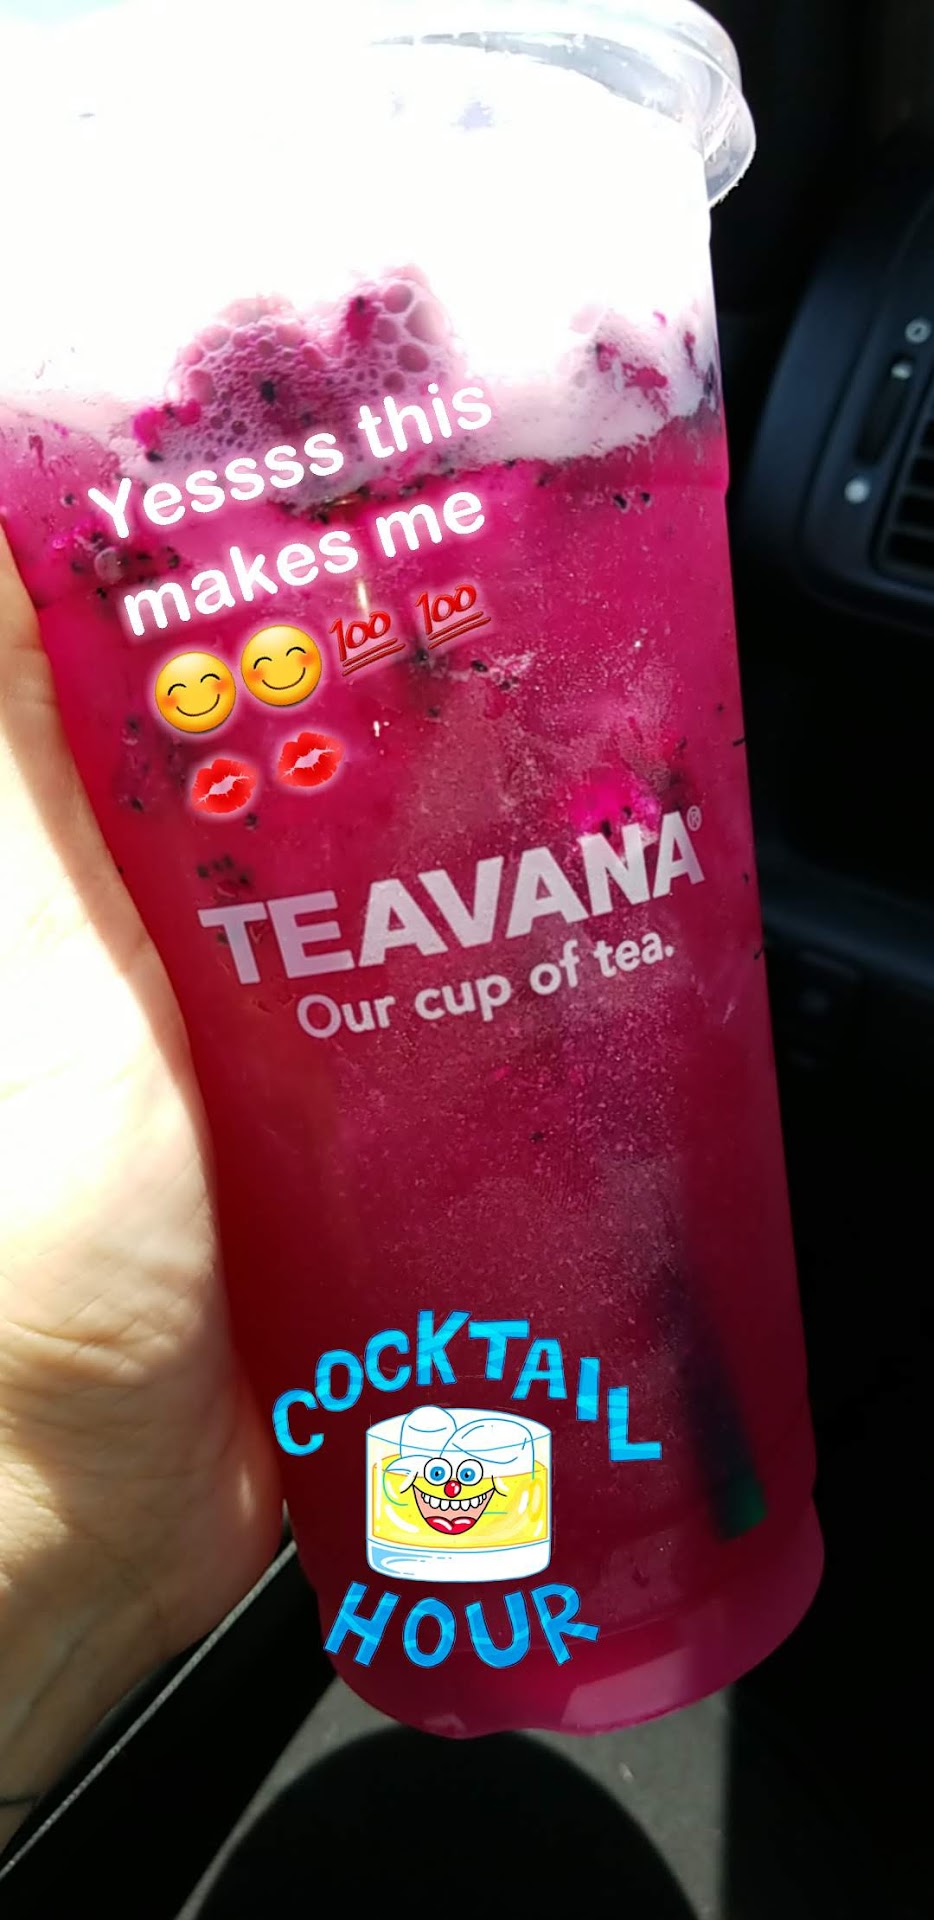 Yessss this
makes me
😊😊💯💯
💋💋
TEAVANA®
Our cup of tea.
COCKTAIL
HOUR